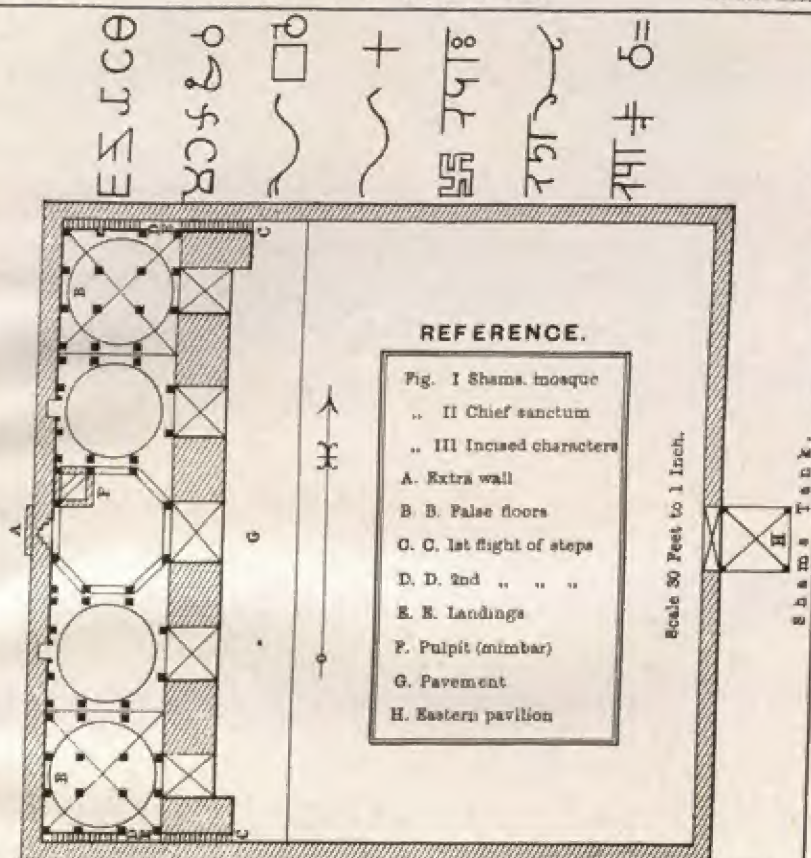 REFERENCE.
Fig. I Shams. mosque
„ II Chief sanctum
„ III Incised characters
A. Extra wall
B. B. False floors
C. C. 1st flight of steps
D. D. 2nd „ „ „
E. E. Landings
F. Pulpit (mimbar)
G. Pavement
H. Eastern pavilion
Scale 30 Feet to 1 Inch.
Shams Tank.
A
B
B
C
C
D
E
D
E
F
G
H